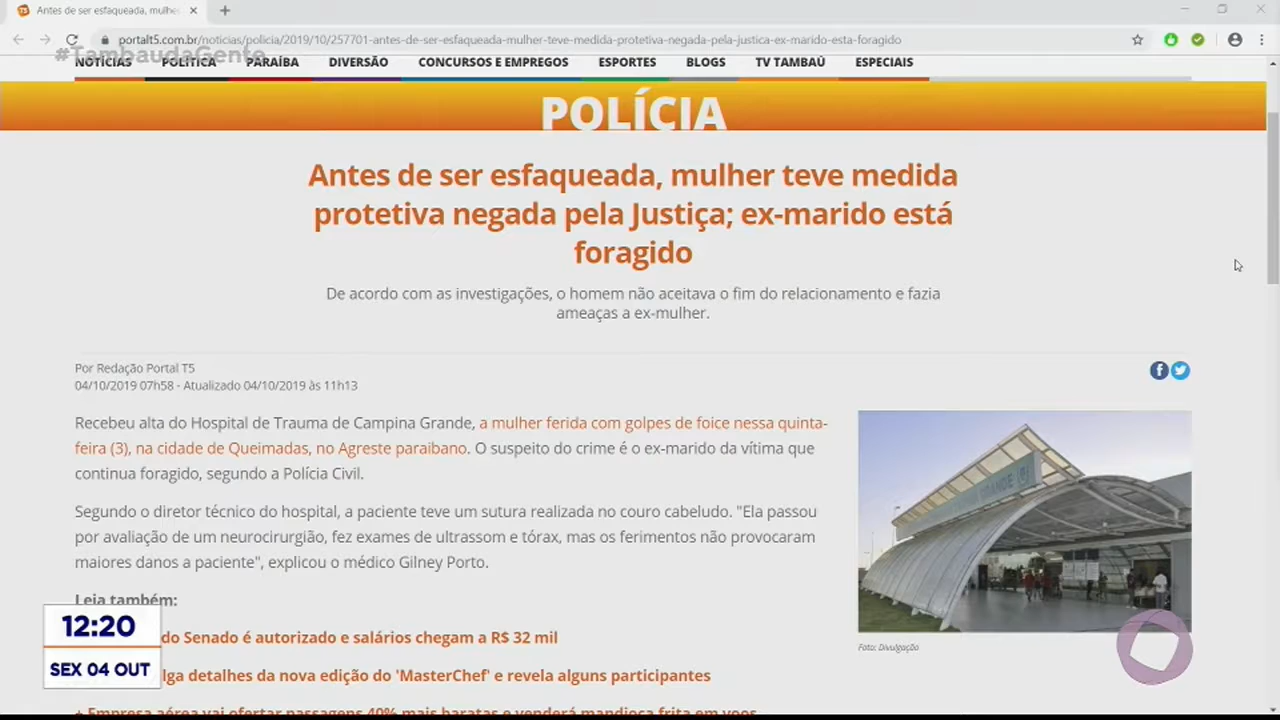 Antes de ser esfaqueada, mulhe
portalt5.com.br/noticias/policia/2019/10/257701-antes-de-ser-esfaqueada-mulher-teve-medida-protetiva-negada-pela-justica-ex-marido-esta-foragido
#TambaudaGente
NOTÍCIAS POLÍTICA PARAÍBA DIVERSÃO CONCURSOS E EMPREGOS ESPORTES BLOGS TV TAMBAÚ ESPECIAIS
POLÍCIA
Antes de ser esfaqueada, mulher teve medida
protetiva negada pela Justiça; ex-marido está
foragido
De acordo com as investigações, o homem não aceitava o fim do relacionamento e fazia
ameaças a ex-mulher.
Por Redação Portal T5
04/10/2019 07h58 - Atualizado 04/10/2019 às 11h13
Recebeu alta do Hospital de Trauma de Campina Grande, a mulher ferida com golpes de foice nessa quinta-
feira (3), na cidade de Queimadas, no Agreste paraibano. O suspeito do crime é o ex-marido da vítima que
continua foragido, segundo a Polícia Civil.
Segundo o diretor técnico do hospital, a paciente teve um sutura realizada no couro cabeludo. "Ela passou
por avaliação de um neurocirurgião, fez exames de ultrassom e tórax, mas os ferimentos não provocaram
maiores danos a paciente", explicou o médico Gilney Porto.
Leia também:
do Senado é autorizado e salários chegam a R$ 32 mil
lga detalhes da nova edição do 'MasterChef' e revela alguns participantes
+ Empresa aérea vai ofertar passagens 40% mais baratas e venderá mandioca frita em voos
Foto: Divulgação
12:20
SEX 04 OUT